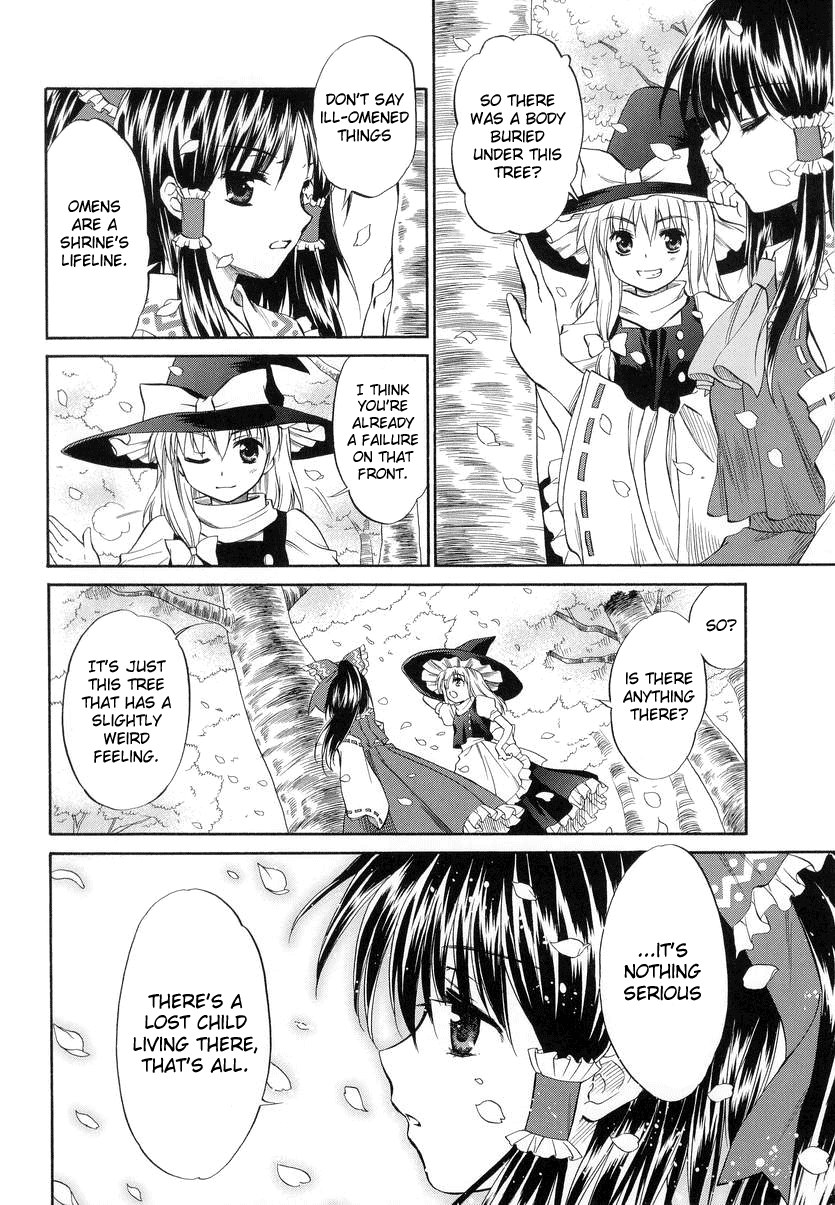 SO THERE
WAS A BODY
BURIED
UNDER THIS
TREE?
DON'T SAY
ILL-OMENED
THINGS
OMENS
ARE A
SHRINE'S
LIFELINE.
I THINK
YOU'RE
ALREADY
A FAILURE
ON THAT
FRONT.
SO?
IS THERE
ANYTHING
THERE?
IT'S JUST
THIS TREE
THAT HAS A
SLIGHTLY
WEIRD
FEELING.
...IT'S
NOTHING
SERIOUS
THERE'S A
LOST CHILD
LIVING THERE,
THAT'S ALL.